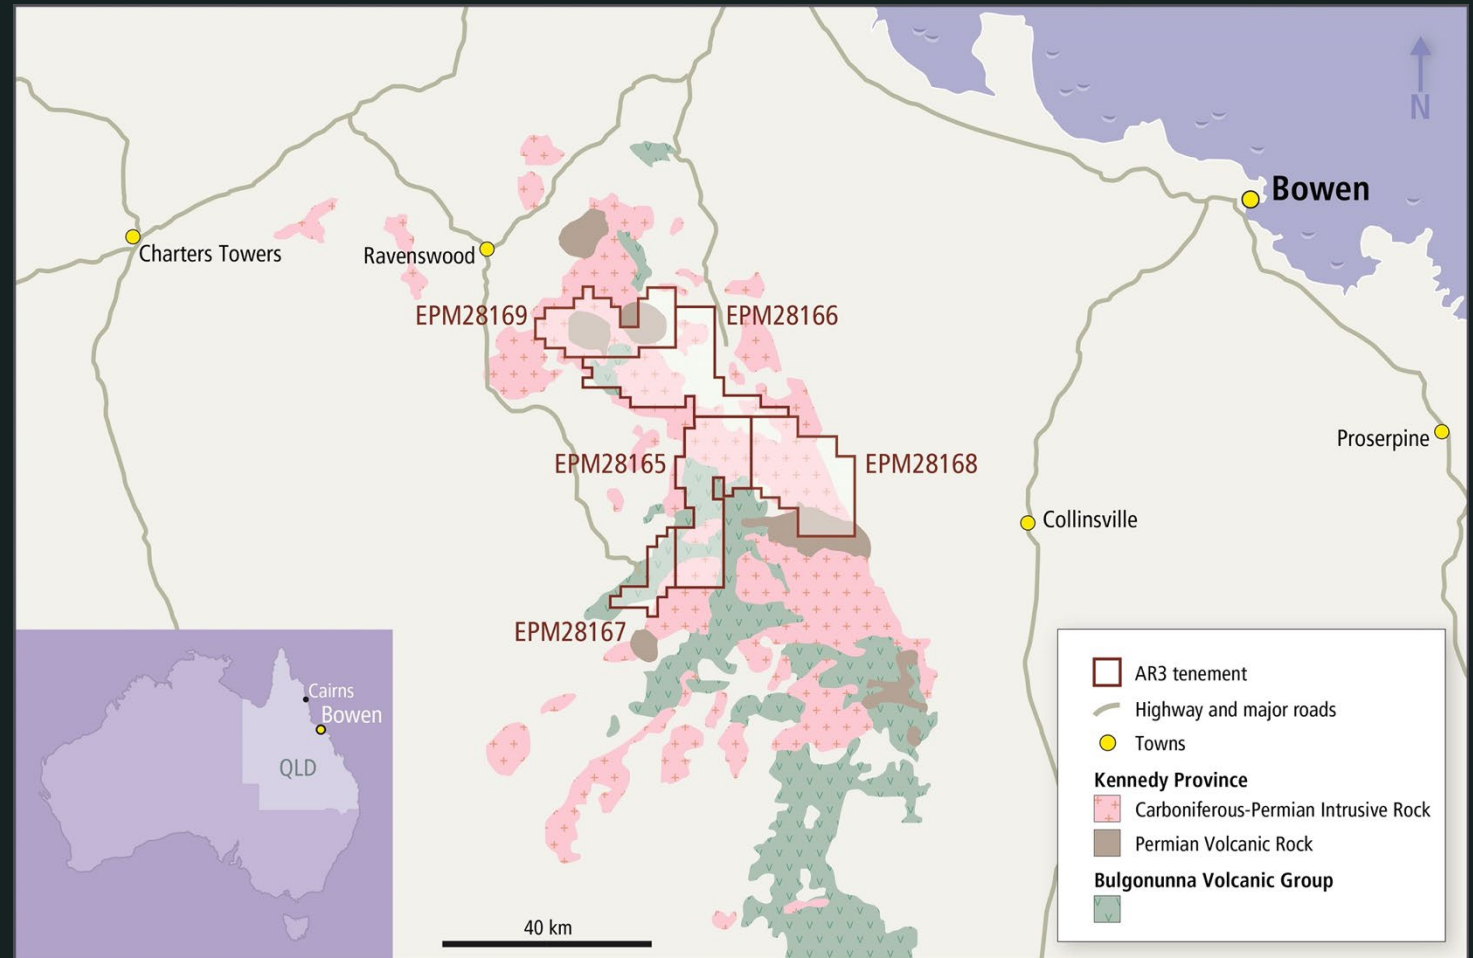 N
Bowen
Charters Towers
Ravenswood
EPM28169
EPM28166
Proserpine
EPM28165
EPM28168
Collinsville
EPM28167
Cairns
Bowen
QLD
40 km
AR3 tenement
Highway and major roads
Towns
Kennedy Province
Carboniferous-Permian Intrusive Rock
Permian Volcanic Rock
Bulgonunna Volcanic Group